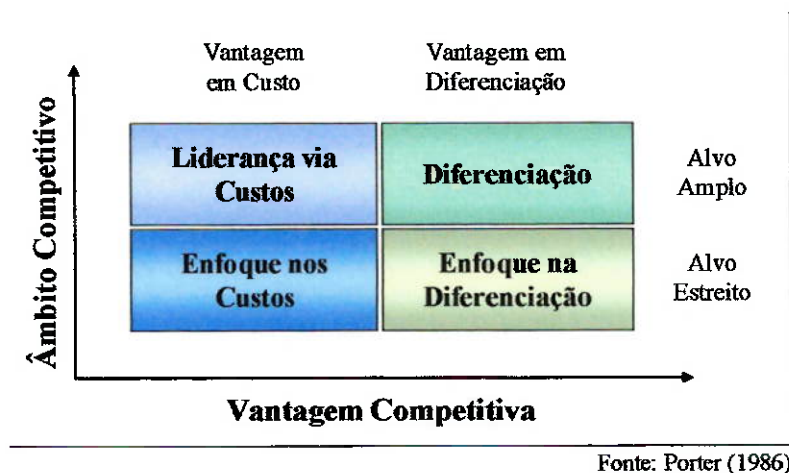 Vantagem
em Custo
Vantagem em
Diferenciação
Âmbito Competitivo
Liderança via
Custos
Diferenciação
Alvo
Amplo
Enfoque nos
Custos
Enfoque na
Diferenciação
Alvo
Estreito
Vantagem Competitiva
Fonte: Porter (1986)